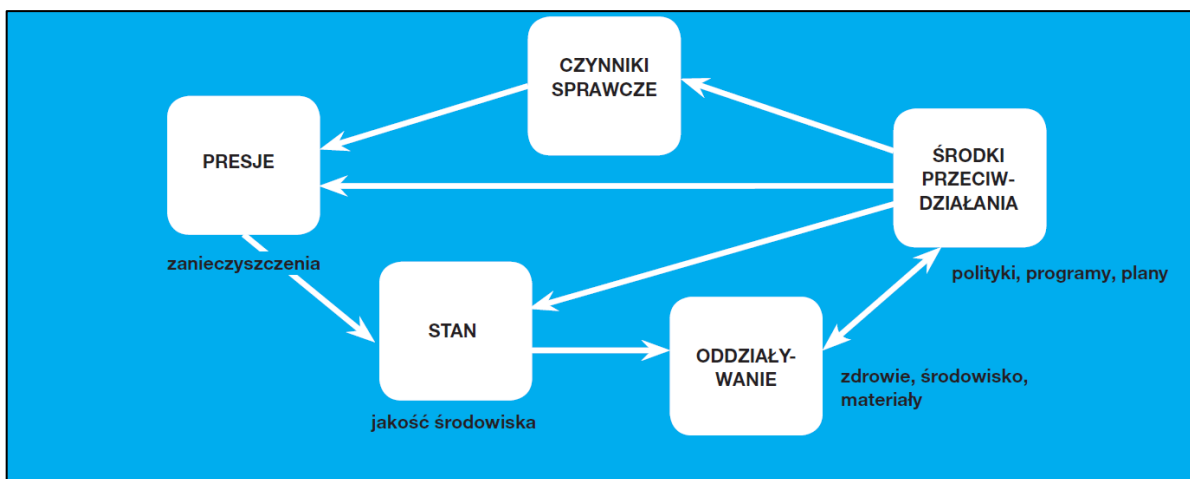 CZYNNIKI
SPRAWCZE
PRESJE
ŚRODKI
PRZECIW-
DZIAŁANIA
zanieczyszczenia
polityki, programy, plany
STAN
ODDZIAŁY-
WANIE
zdrowie, środowisko,
materiały
jakość środowiska